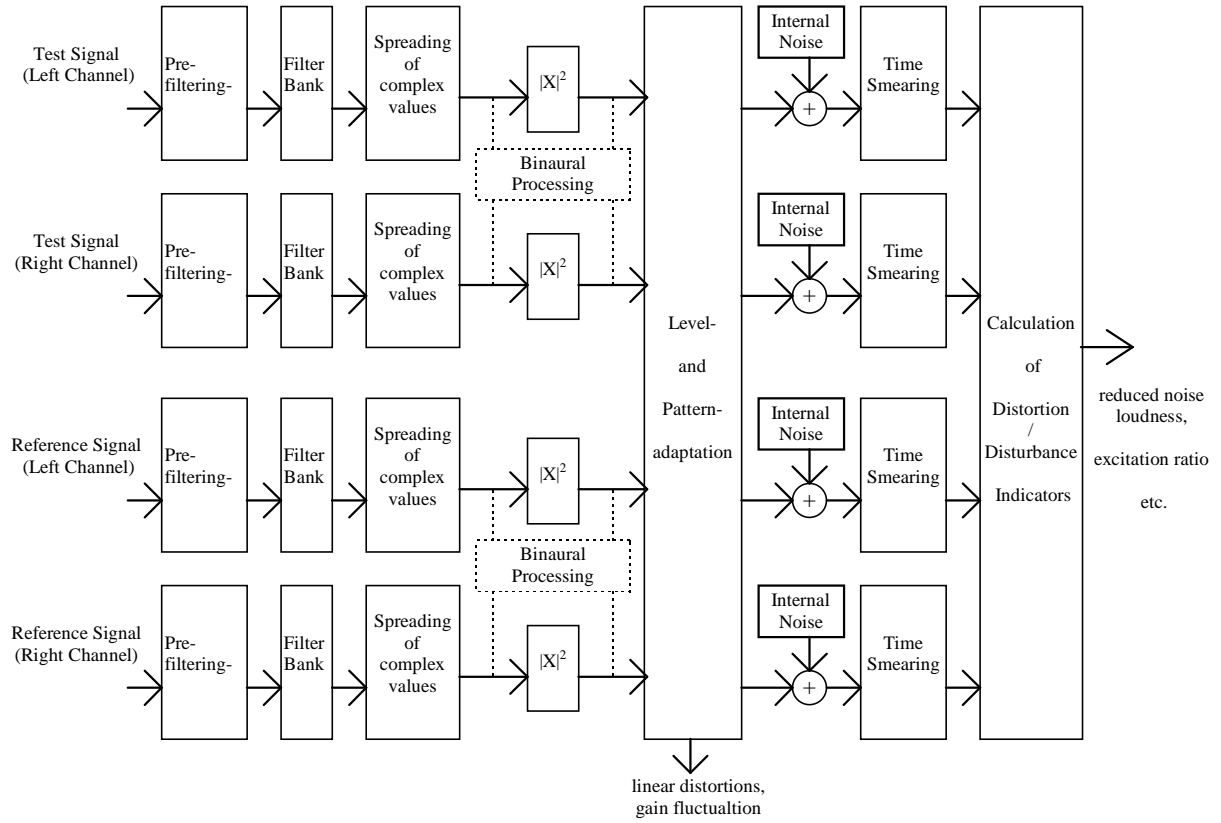 Test Signal
(Left Channel)
Pre-
filtering-
Filter
Bank
Spreading
of
complex
values
|X|²
Internal
Noise
+
Time
Smearing
Binaural
Processing
Test Signal
(Right Channel)
Pre-
filtering-
Filter
Bank
Spreading
of
complex
values
|X|²
Internal
Noise
+
Time
Smearing
Level-
and
Pattern-
adaptation
Calculation
of
Distortion
/
Disturbance
Indicators
reduced noise
loudness,
excitation ratio
etc.
Reference Signal
(Left Channel)
Pre-
filtering-
Filter
Bank
Spreading
of
complex
values
|X|²
Internal
Noise
+
Time
Smearing
Binaural
Processing
Reference Signal
(Right Channel)
Pre-
filtering-
Filter
Bank
Spreading
of
complex
values
|X|²
Internal
Noise
+
Time
Smearing
linear distortions,
gain fluctualtion